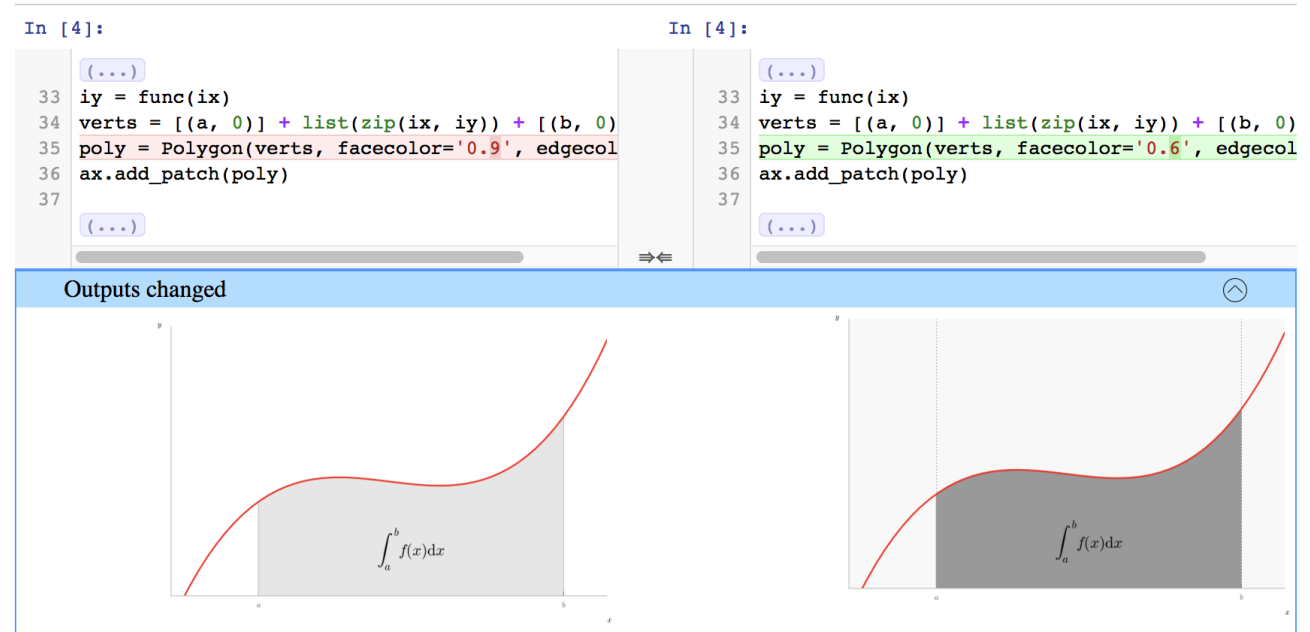 In [4]:
(...)
33 iy = func(ix)
34 verts = [(a, 0)] + list(zip(ix, iy)) + [(b, 0)
35 poly = Polygon(verts, facecolor='0.9', edgecol
36 ax.add_patch(poly)
37
(...)
In [4]:
(...)
33 iy = func(ix)
34 verts = [(a, 0)] + list(zip(ix, iy)) + [(b, 0)
35 poly = Polygon(verts, facecolor='0.6', edgecol
36 ax.add_patch(poly)
37
(...)
Outputs changed
y
∫_a^b f(x)dx
a b
x
y
∫_a^b f(x)dx
a b
x